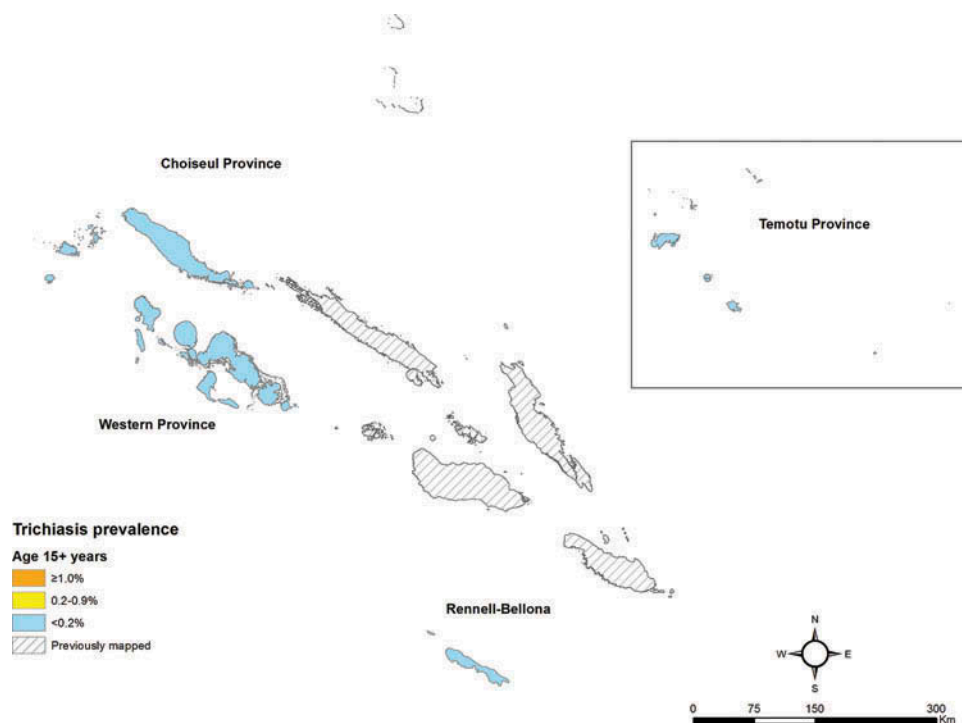 Choiseul Province
Temotu Province
Western Province
Trichiasis prevalence
Age 15+ years
≥1.0%
0.2-0.9%
<0.2%
Previously mapped
Rennell-Bellona
N
W E
S
0 75 150 300
Km